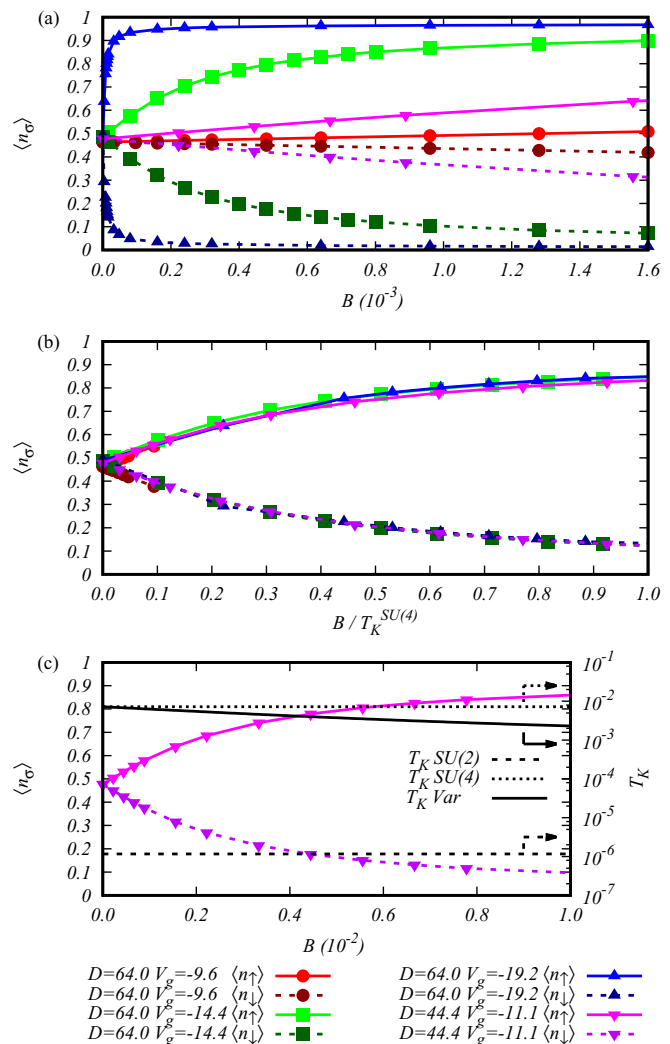 (a)
1
0.9
0.8
0.7
0.6
0.5
0.4
0.3
0.2
0.1
0
⟨nσ⟩
0.0 0.2 0.4 0.6 0.8 1.0 1.2 1.4 1.6
B (10⁻³)
(b)
1
0.9
0.8
0.7
0.6
0.5
0.4
0.3
0.2
0.1
0
⟨nσ⟩
0.0 0.1 0.2 0.3 0.4 0.5 0.6 0.7 0.8 0.9 1.0
B / T_K^SU(4)
(c)
1
0.9
0.8
0.7
0.6
0.5
0.4
0.3
0.2
0.1
0
⟨nσ⟩
10⁻¹
10⁻²
10⁻³
10⁻⁴
10⁻⁵
10⁻⁶
10⁻⁷
T_K
T_K SU(2)
T_K SU(4)
T_K Var
0.0 0.2 0.4 0.6 0.8 1.0
B (10⁻²)
D=64.0 V_g=-9.6 ⟨n↑⟩
D=64.0 V_g=-9.6 ⟨n↓⟩
D=64.0 V_g=-14.4 ⟨n↑⟩
D=64.0 V_g=-14.4 ⟨n↓⟩
D=64.0 V_g=-19.2 ⟨n↑⟩
D=64.0 V_g=-19.2 ⟨n↓⟩
D=44.4 V_g=-11.1 ⟨n↑⟩
D=44.4 V_g=-11.1 ⟨n↓⟩